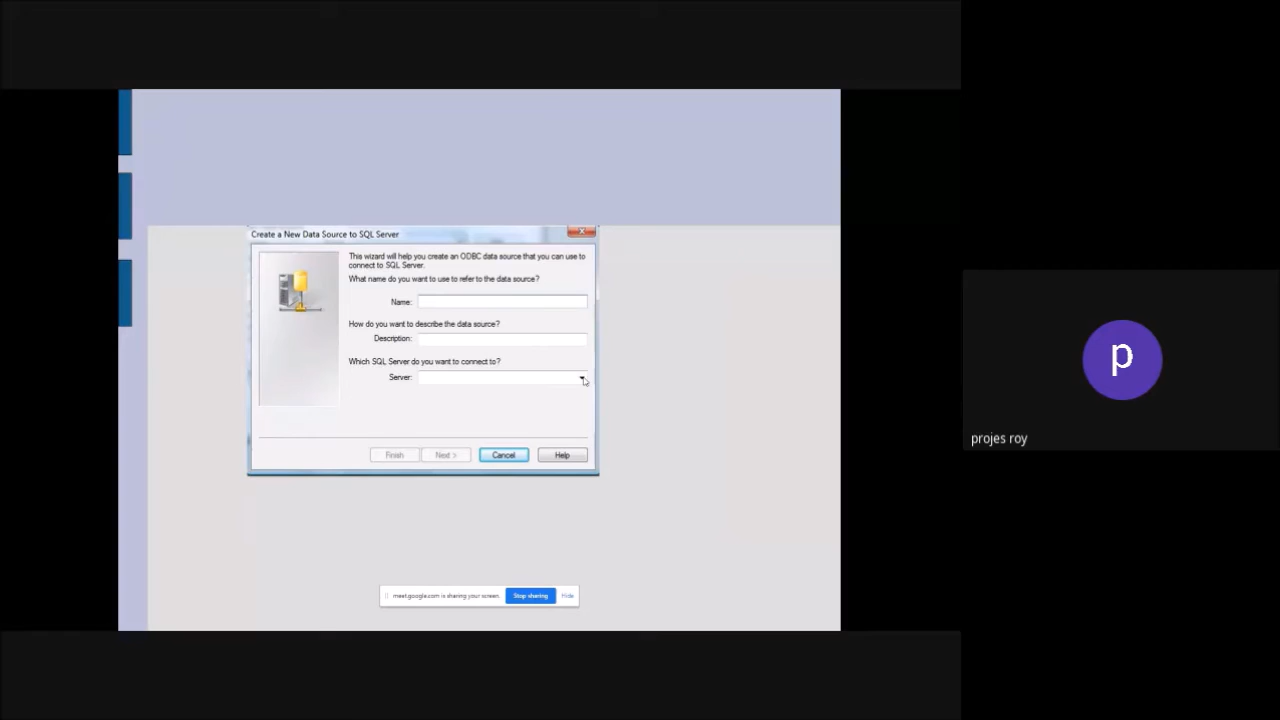 Create a New Data Source to SQL Server
This wizard will help you create an ODBC data source that you can use to
connect to SQL Server.
What name do you want to use to refer to the data source?
Name:
How do you want to describe the data source?
Description:
Which SQL Server do you want to connect to?
Server:
Finish
Next >
Cancel
Help
meet.google.com is sharing your screen.
Stop sharing
Hide
p
projes roy